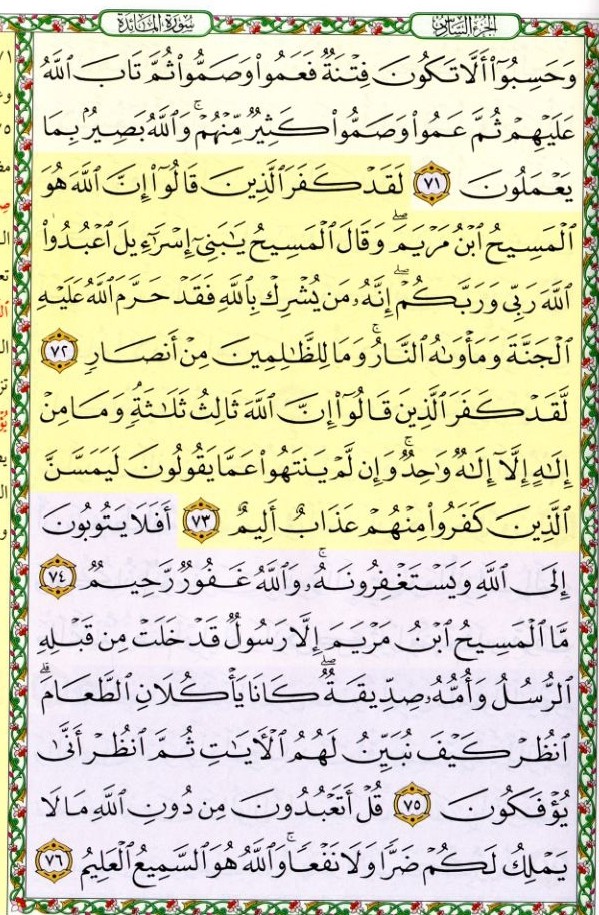 سورة المائدة
الجزء السادس
وَحَسِبُوٓا۟ أَلَّا تَكُونَ فِتْنَةٌ فَعَمُوا۟ وَصَمُّوا۟ ثُمَّ تَابَ ٱللَّهُ
عَلَيْهِمْ ثُمَّ عَمُوا۟ وَصَمُّوا۟ كَثِيرٌ مِّنْهُمْ ۚ وَٱللَّهُ بَصِيرٌۢ بِمَا
يَعْمَلُونَ ٧١ لَقَدْ كَفَرَ ٱلَّذِينَ قَالُوٓا۟ إِنَّ ٱللَّهَ هُوَ
ٱلْمَسِيحُ ٱبْنُ مَرْيَمَ ۖ وَقَالَ ٱلْمَسِيحُ يَٰبَنِىٓ إِسْرَٰٓءِيلَ ٱعْبُدُوا۟
ٱللَّهَ رَبِّى وَرَبَّكُمْ ۖ إِنَّهُۥ مَن يُشْرِكْ بِٱللَّهِ فَقَدْ حَرَّمَ ٱللَّهُ عَلَيْهِ
ٱلْجَنَّةَ وَمَأْوَىٰهُ ٱلنَّارُ ۖ وَمَا لِلظَّٰلِمِينَ مِنْ أَنصَارٍ ٧٢
لَّقَدْ كَفَرَ ٱلَّذِينَ قَالُوٓا۟ إِنَّ ٱللَّهَ ثَالِثُ ثَلَٰثَةٍ ۘ وَمَا مِنْ
إِلَٰهٍ إِلَّآ إِلَٰهٌ وَٰحِدٌ ۚ وَإِن لَّمْ يَنتَهُوا۟ عَمَّا يَقُولُونَ لَيَمَسَّنَّ
ٱلَّذِينَ كَفَرُوا۟ مِنْهُمْ عَذَابٌ أَلِيمٌ ٧٣ أَفَلَا يَتُوبُونَ
إِلَى ٱللَّهِ وَيَسْتَغْفِرُونَهُۥ ۚ وَٱللَّهُ غَفُورٌ رَّحِيمٌ ٧٤
مَّا ٱلْمَسِيحُ ٱبْنُ مَرْيَمَ إِلَّا رَسُولٌ قَدْ خَلَتْ مِن قَبْلِهِ
ٱلرُّسُلُ وَأُمُّهُۥ صِدِّيقَةٌ ۖ كَانَا يَأْكُلَانِ ٱلطَّعَامَ ۗ
ٱنظُرْ كَيْفَ نُبَيِّنُ لَهُمُ ٱلْءَايَٰتِ ثُمَّ ٱنظُرْ أَنَّىٰ
يُؤْفَكُونَ ٧٥ قُلْ أَتَعْبُدُونَ مِن دُونِ ٱللَّهِ مَا لَا
يَمْلِكُ لَكُمْ ضَرًّا وَلَا نَفْعًا ۚ وَٱللَّهُ هُوَ ٱلسَّمِيعُ ٱلْعَلِيمُ ٧٦